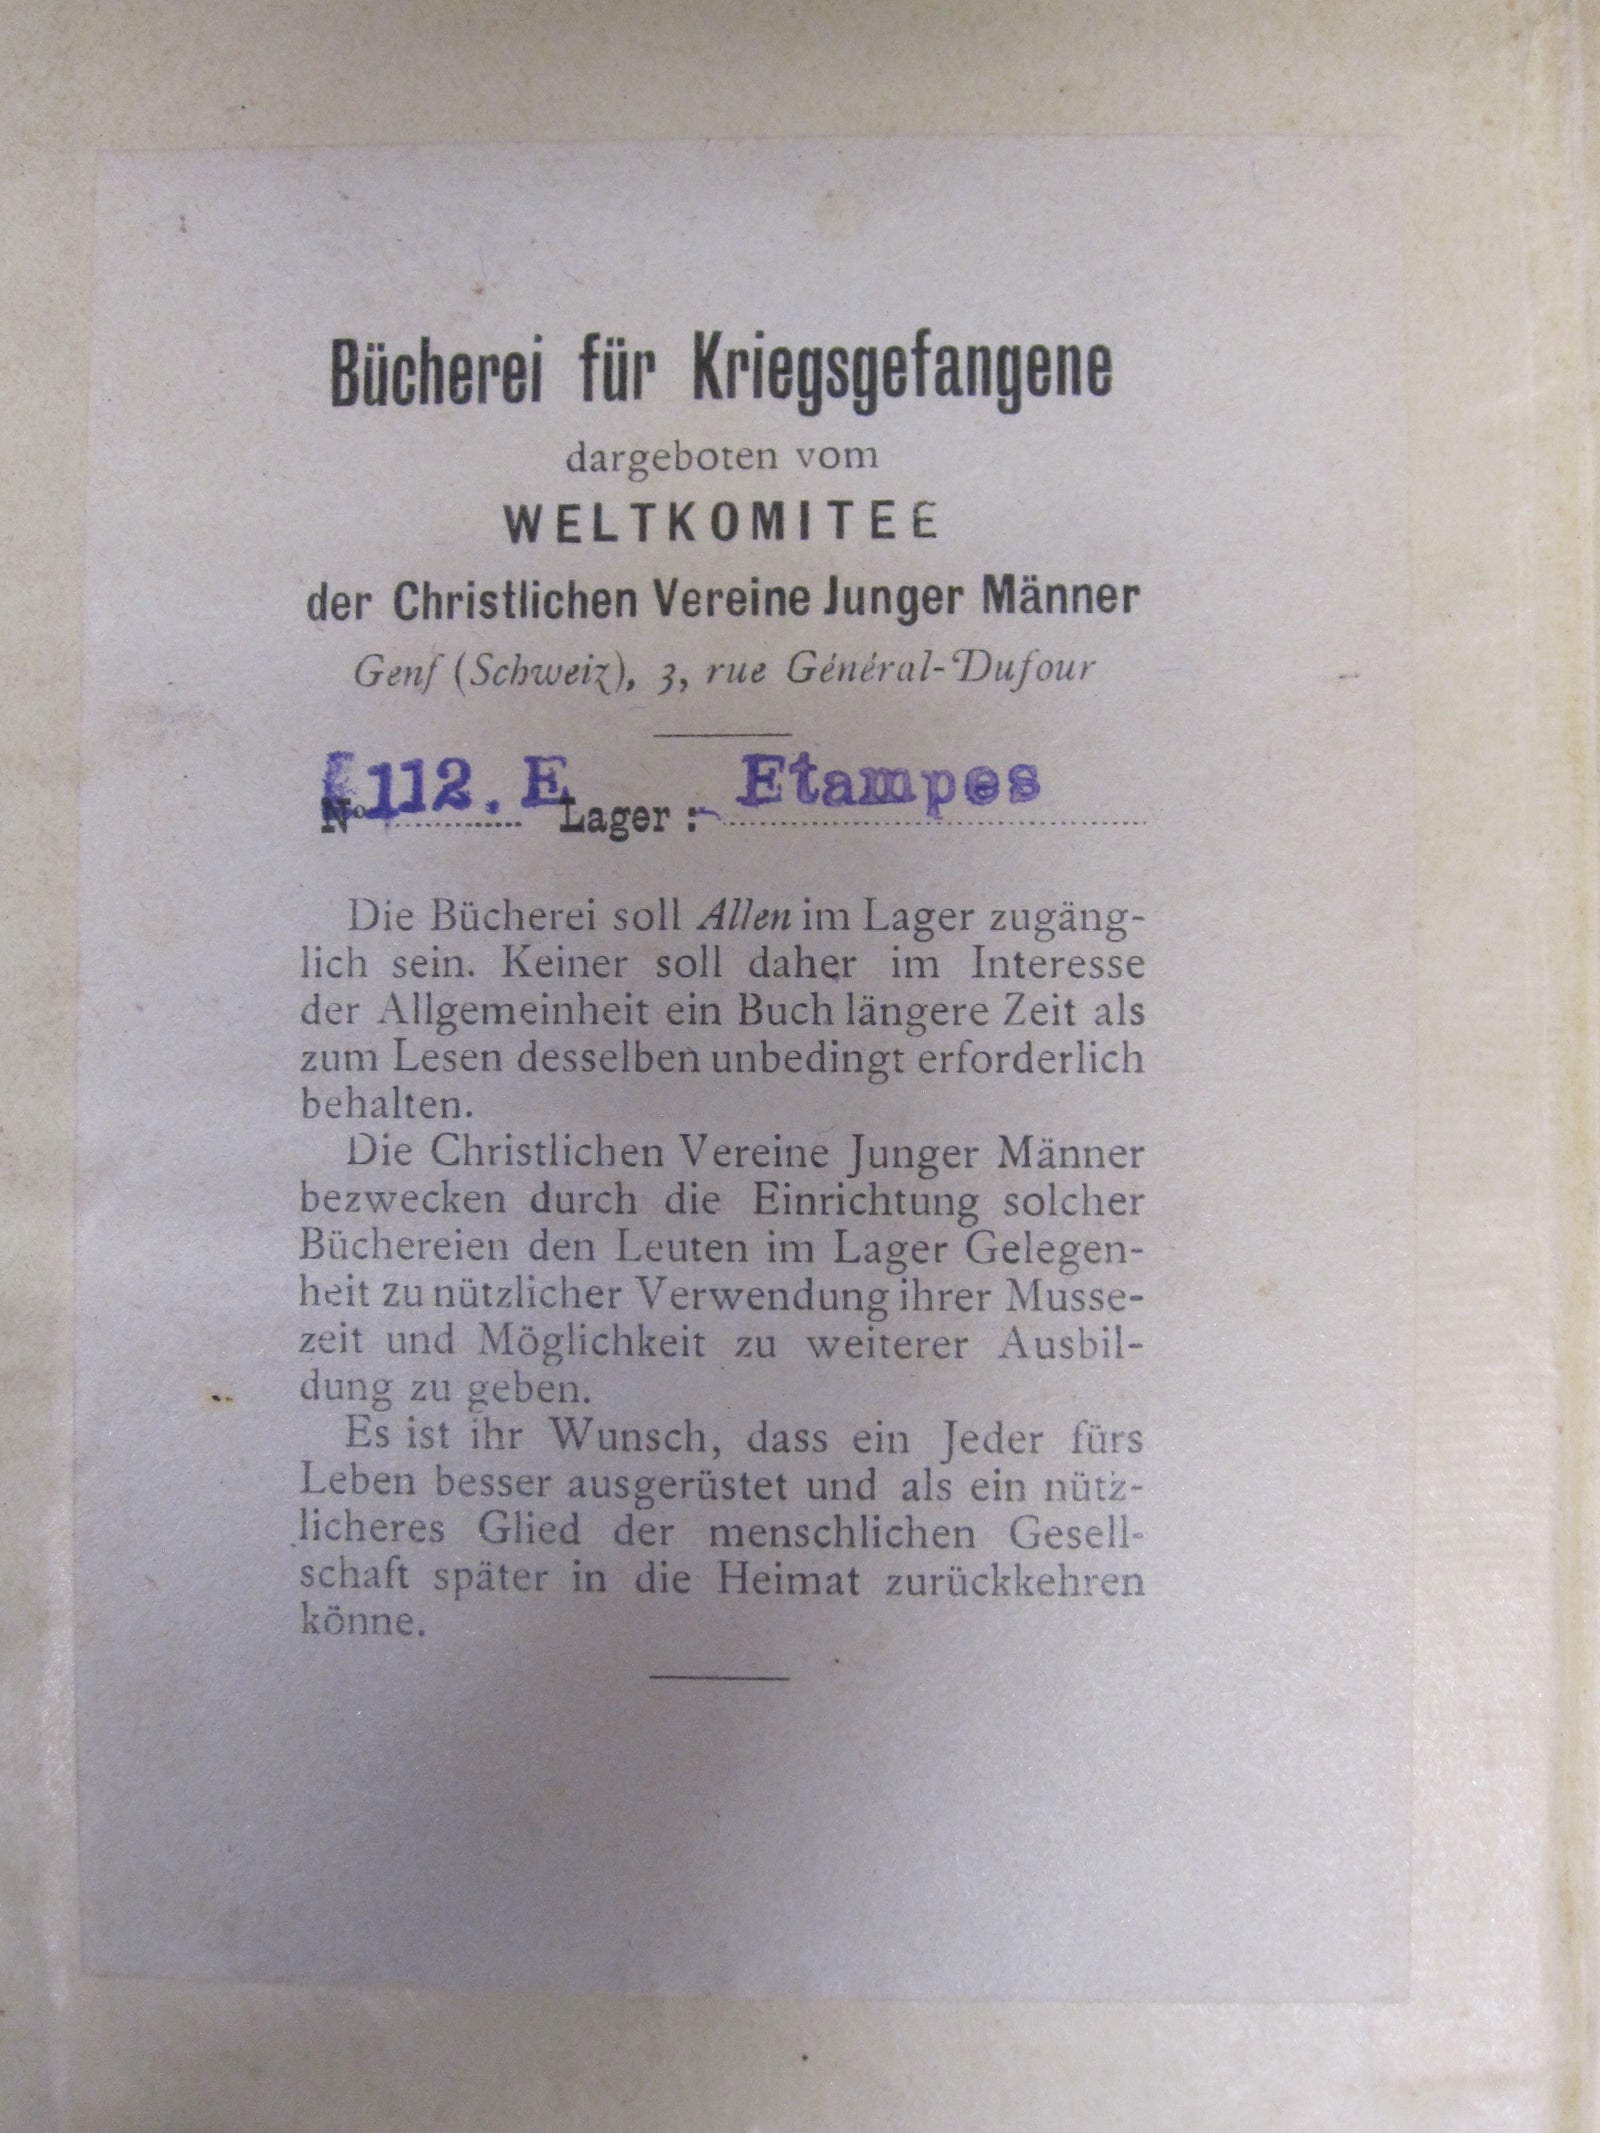 Bücherei für Kriegsgefangene
dargeboten vom
WELTKOMITEE
der Christlichen Vereine Junger Männer
Genf (Schweiz), 3, rue Général-Dufour
No 112. E Lager : Etampes
Die Bücherei soll Allen im Lager zugäng-
lich sein. Keiner soll daher im Interesse
der Allgemeinheit ein Buch längere Zeit als
zum Lesen desselben unbedingt erforderlich
behalten.
Die Christlichen Vereine Junger Männer
bezwecken durch die Einrichtung solcher
Büchereien den Leuten im Lager Gelegen-
heit zu nützlicher Verwendung ihrer Musse-
zeit und Möglichkeit zu weiterer Ausbil-
dung zu geben.
Es ist ihr Wunsch, dass ein Jeder fürs
Leben besser ausgerüstet und als ein nütz-
licheres Glied der menschlichen Gesell-
schaft später in die Heimat zurückkehren
könne.